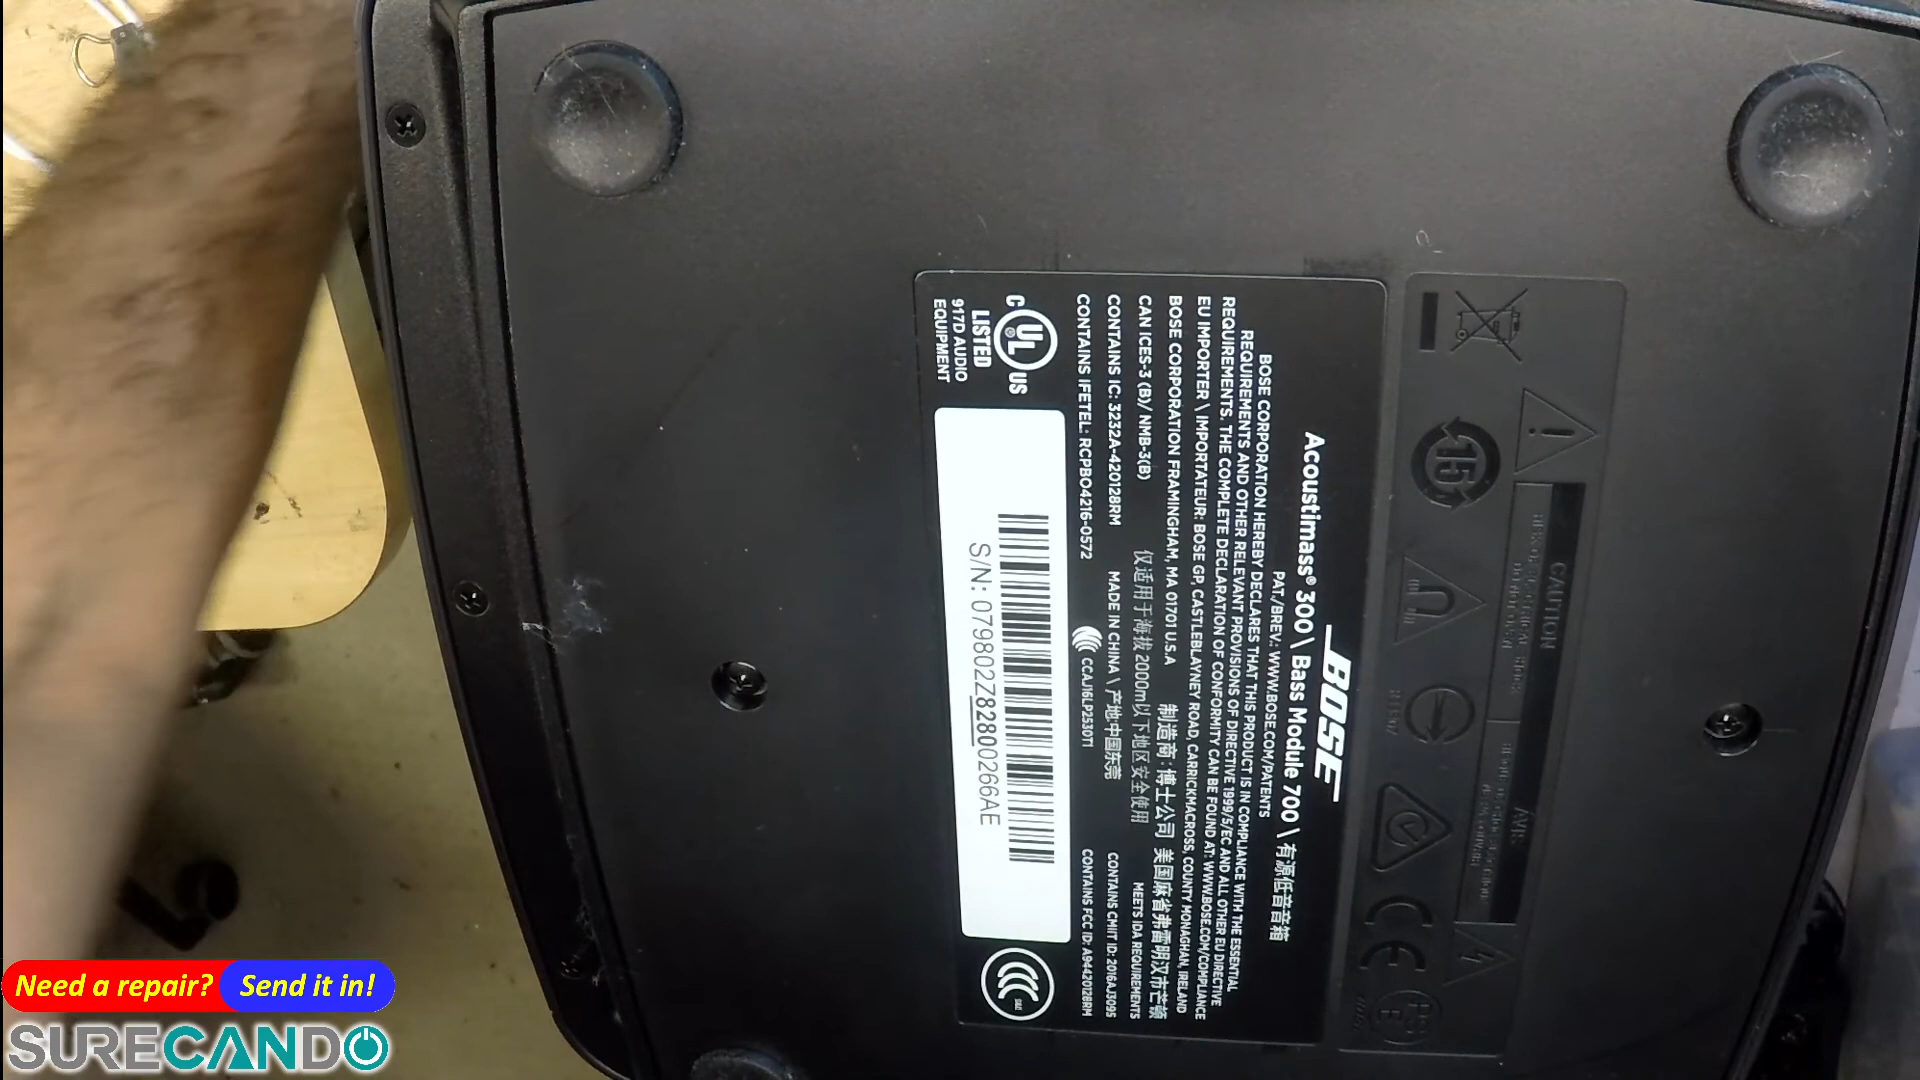 BOSE
Acoustimass® 300 \ Bass Module 700 \ 有源低音音箱
PAT./BREV.: WWW.BOSE.COM/PATENTS
BOSE CORPORATION HEREBY DECLARES THAT THIS PRODUCT IS IN COMPLIANCE WITH THE ESSENTIAL
REQUIREMENTS AND OTHER RELEVANT PROVISIONS OF DIRECTIVE 1999/5/EC AND ALL OTHER EU DIRECTIVE
REQUIREMENTS. THE COMPLETE DECLARATION OF CONFORMITY CAN BE FOUND AT: WWW.BOSE.COM/COMPLIANCE
EU IMPORTER \ IMPORTATEUR: BOSE GP, CASTLEBLAYNEY ROAD, CARRICKMACROSS, COUNTY MONAGHAN, IRELAND
BOSE CORPORATION FRAMINGHAM, MA 01701 U.S.A 制造商: 博士公司 美国麻省弗雷明汉市芒顿
CAN ICES-3 (B)/ NMB-3(B) 仅适用于海拔 2000m以下地区安全使用 MEETS IDA REQUIREMENTS
CONTAINS IC: 3232A-420128RM MADE IN CHINA \ 产地:中国东莞 CONTAINS CMIIT ID: 2016AJ3095
CONTAINS IFETEL: RCPBO4216-0572 CCAJ16LP2530T1 CONTAINS FCC ID: A94420128RM
C UL® US
LISTED
917D AUDIO
EQUIPMENT
S/N: 079802Z82800266AE
15
CAUTION
AVIS
CE
Need a repair? Send it in!
SURECANDO